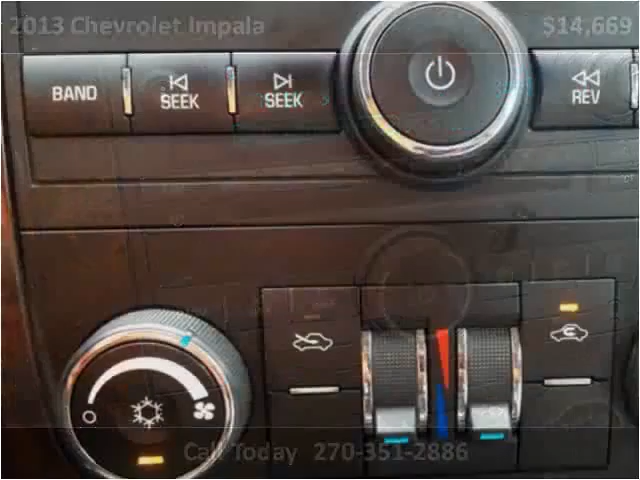 2013 Chevrolet Impala $14,669
BAND SEEK SEEK REV
Call Today 270-351-2886